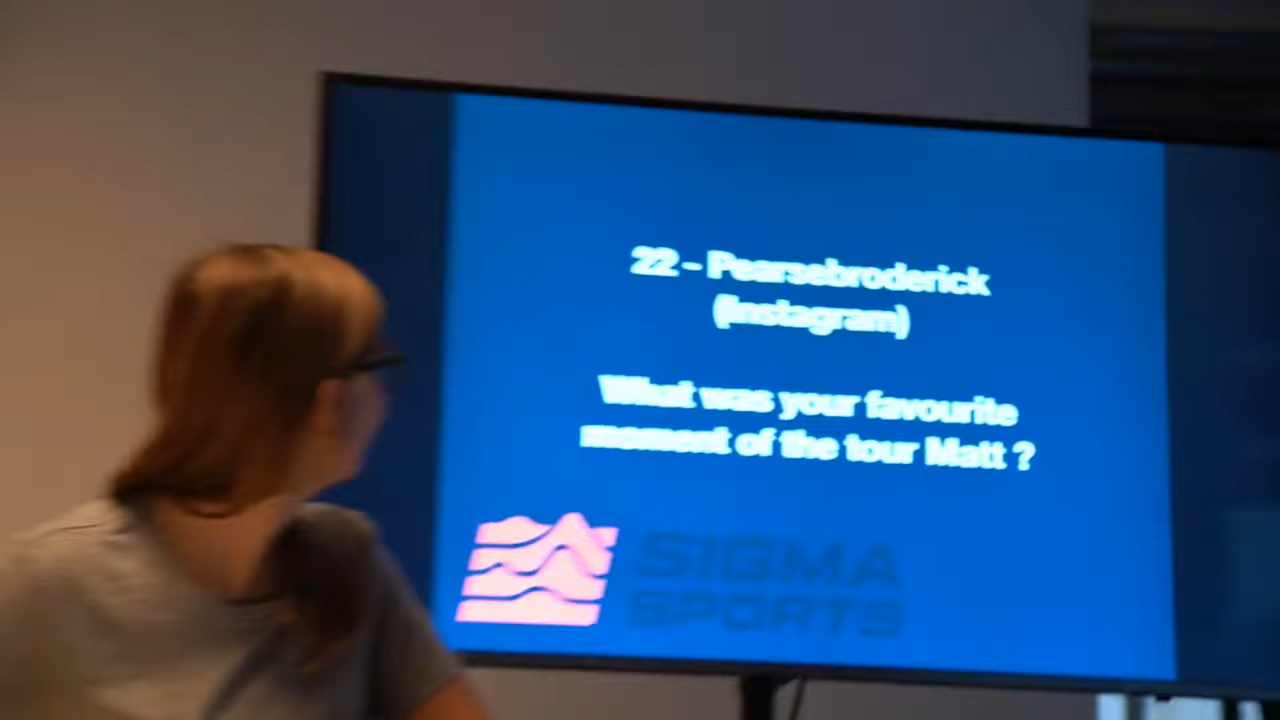 22 - Pearsebroderick
(Instagram)
What was your favourite
moment of the tour Matt ?
SIGMA
SPORTS